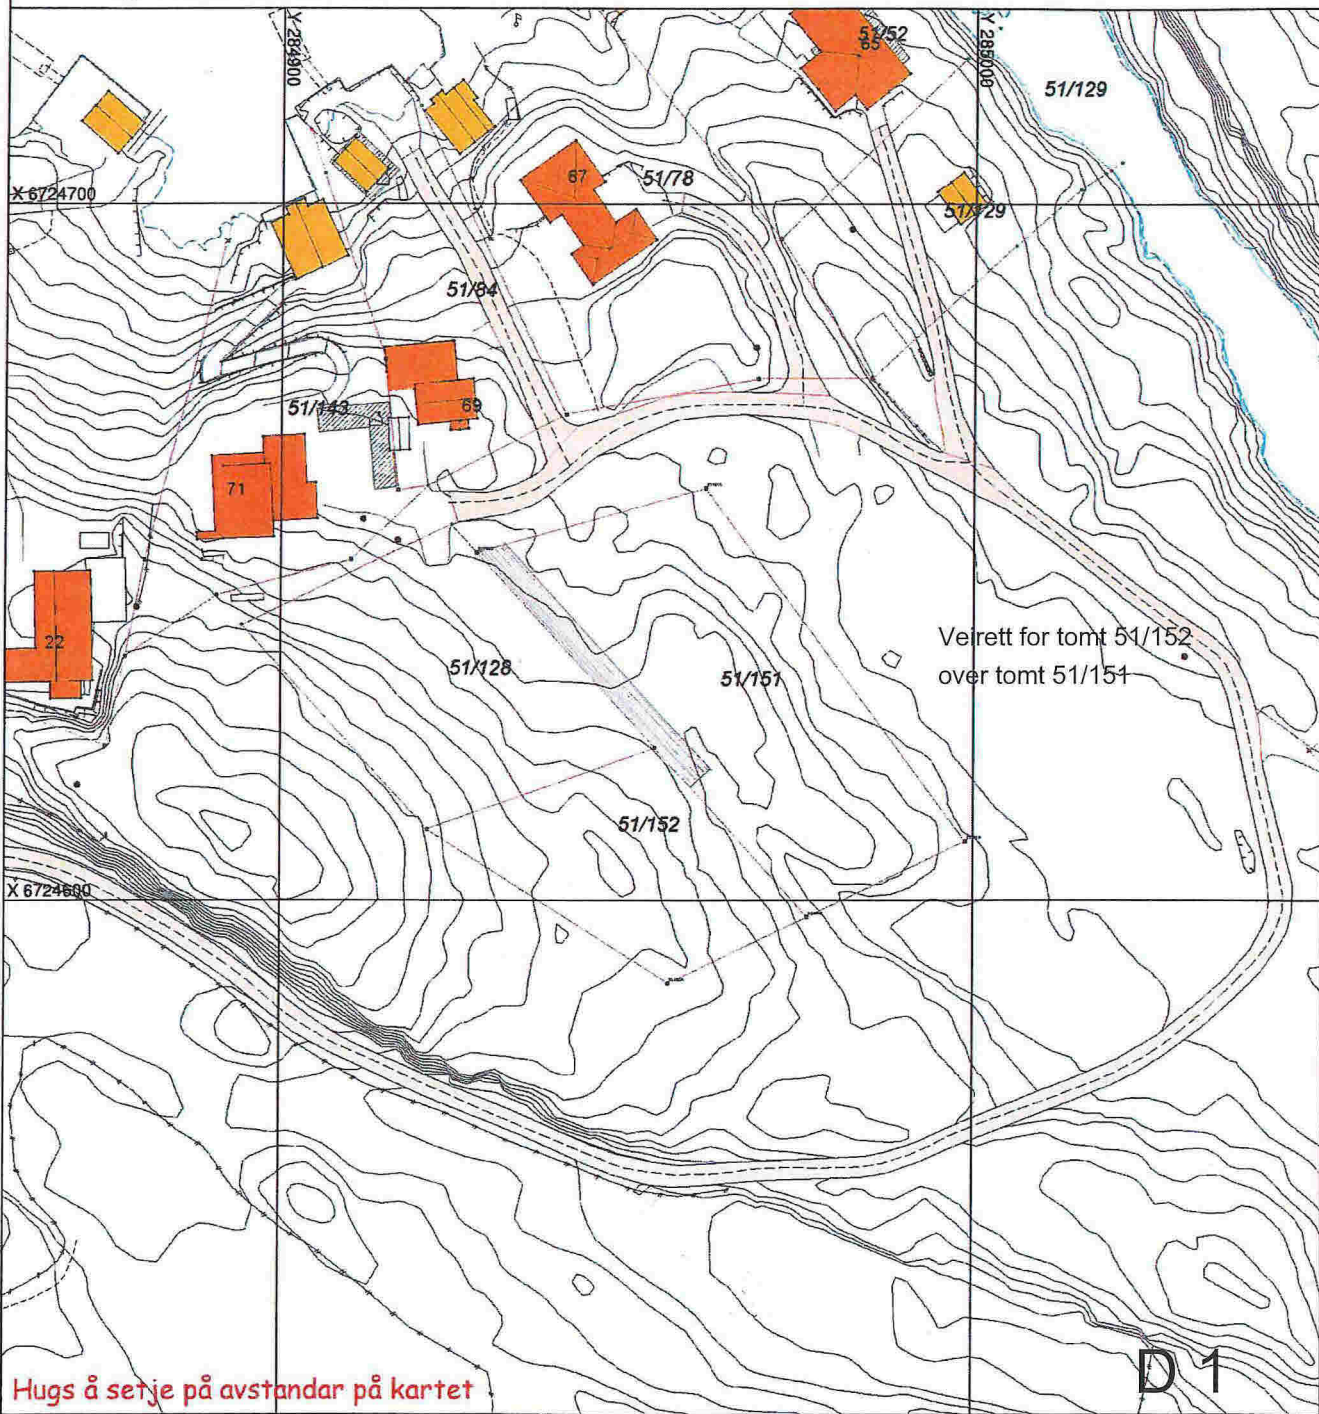 Y 284900
51/52
65
Y 285000
51/129
X 6724700
67
51/78
51/129
51/84
51/143
69
71
22
51/128
51/151
Veirett for tomt 51/152
over tomt 51/151
51/152
X 6724600
Hugs å setje på avstandar på kartet
D 1